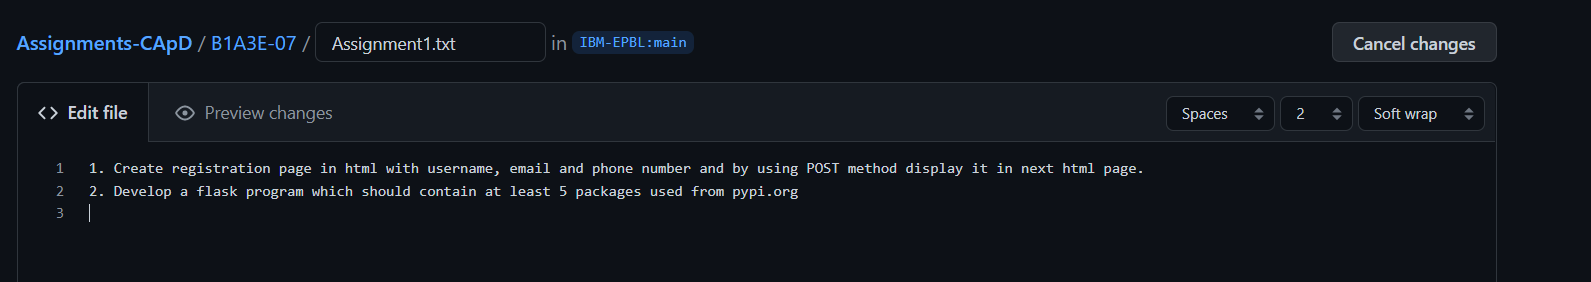 Assignments-CApD / B1A3E-07 / Assignment1.txt in IBM-EPBL:main Cancel changes
<> Edit file Preview changes Spaces 2 Soft wrap
1 1. Create registration page in html with username, email and phone number and by using POST method display it in next html page.
2 2. Develop a flask program which should contain at least 5 packages used from pypi.org
3